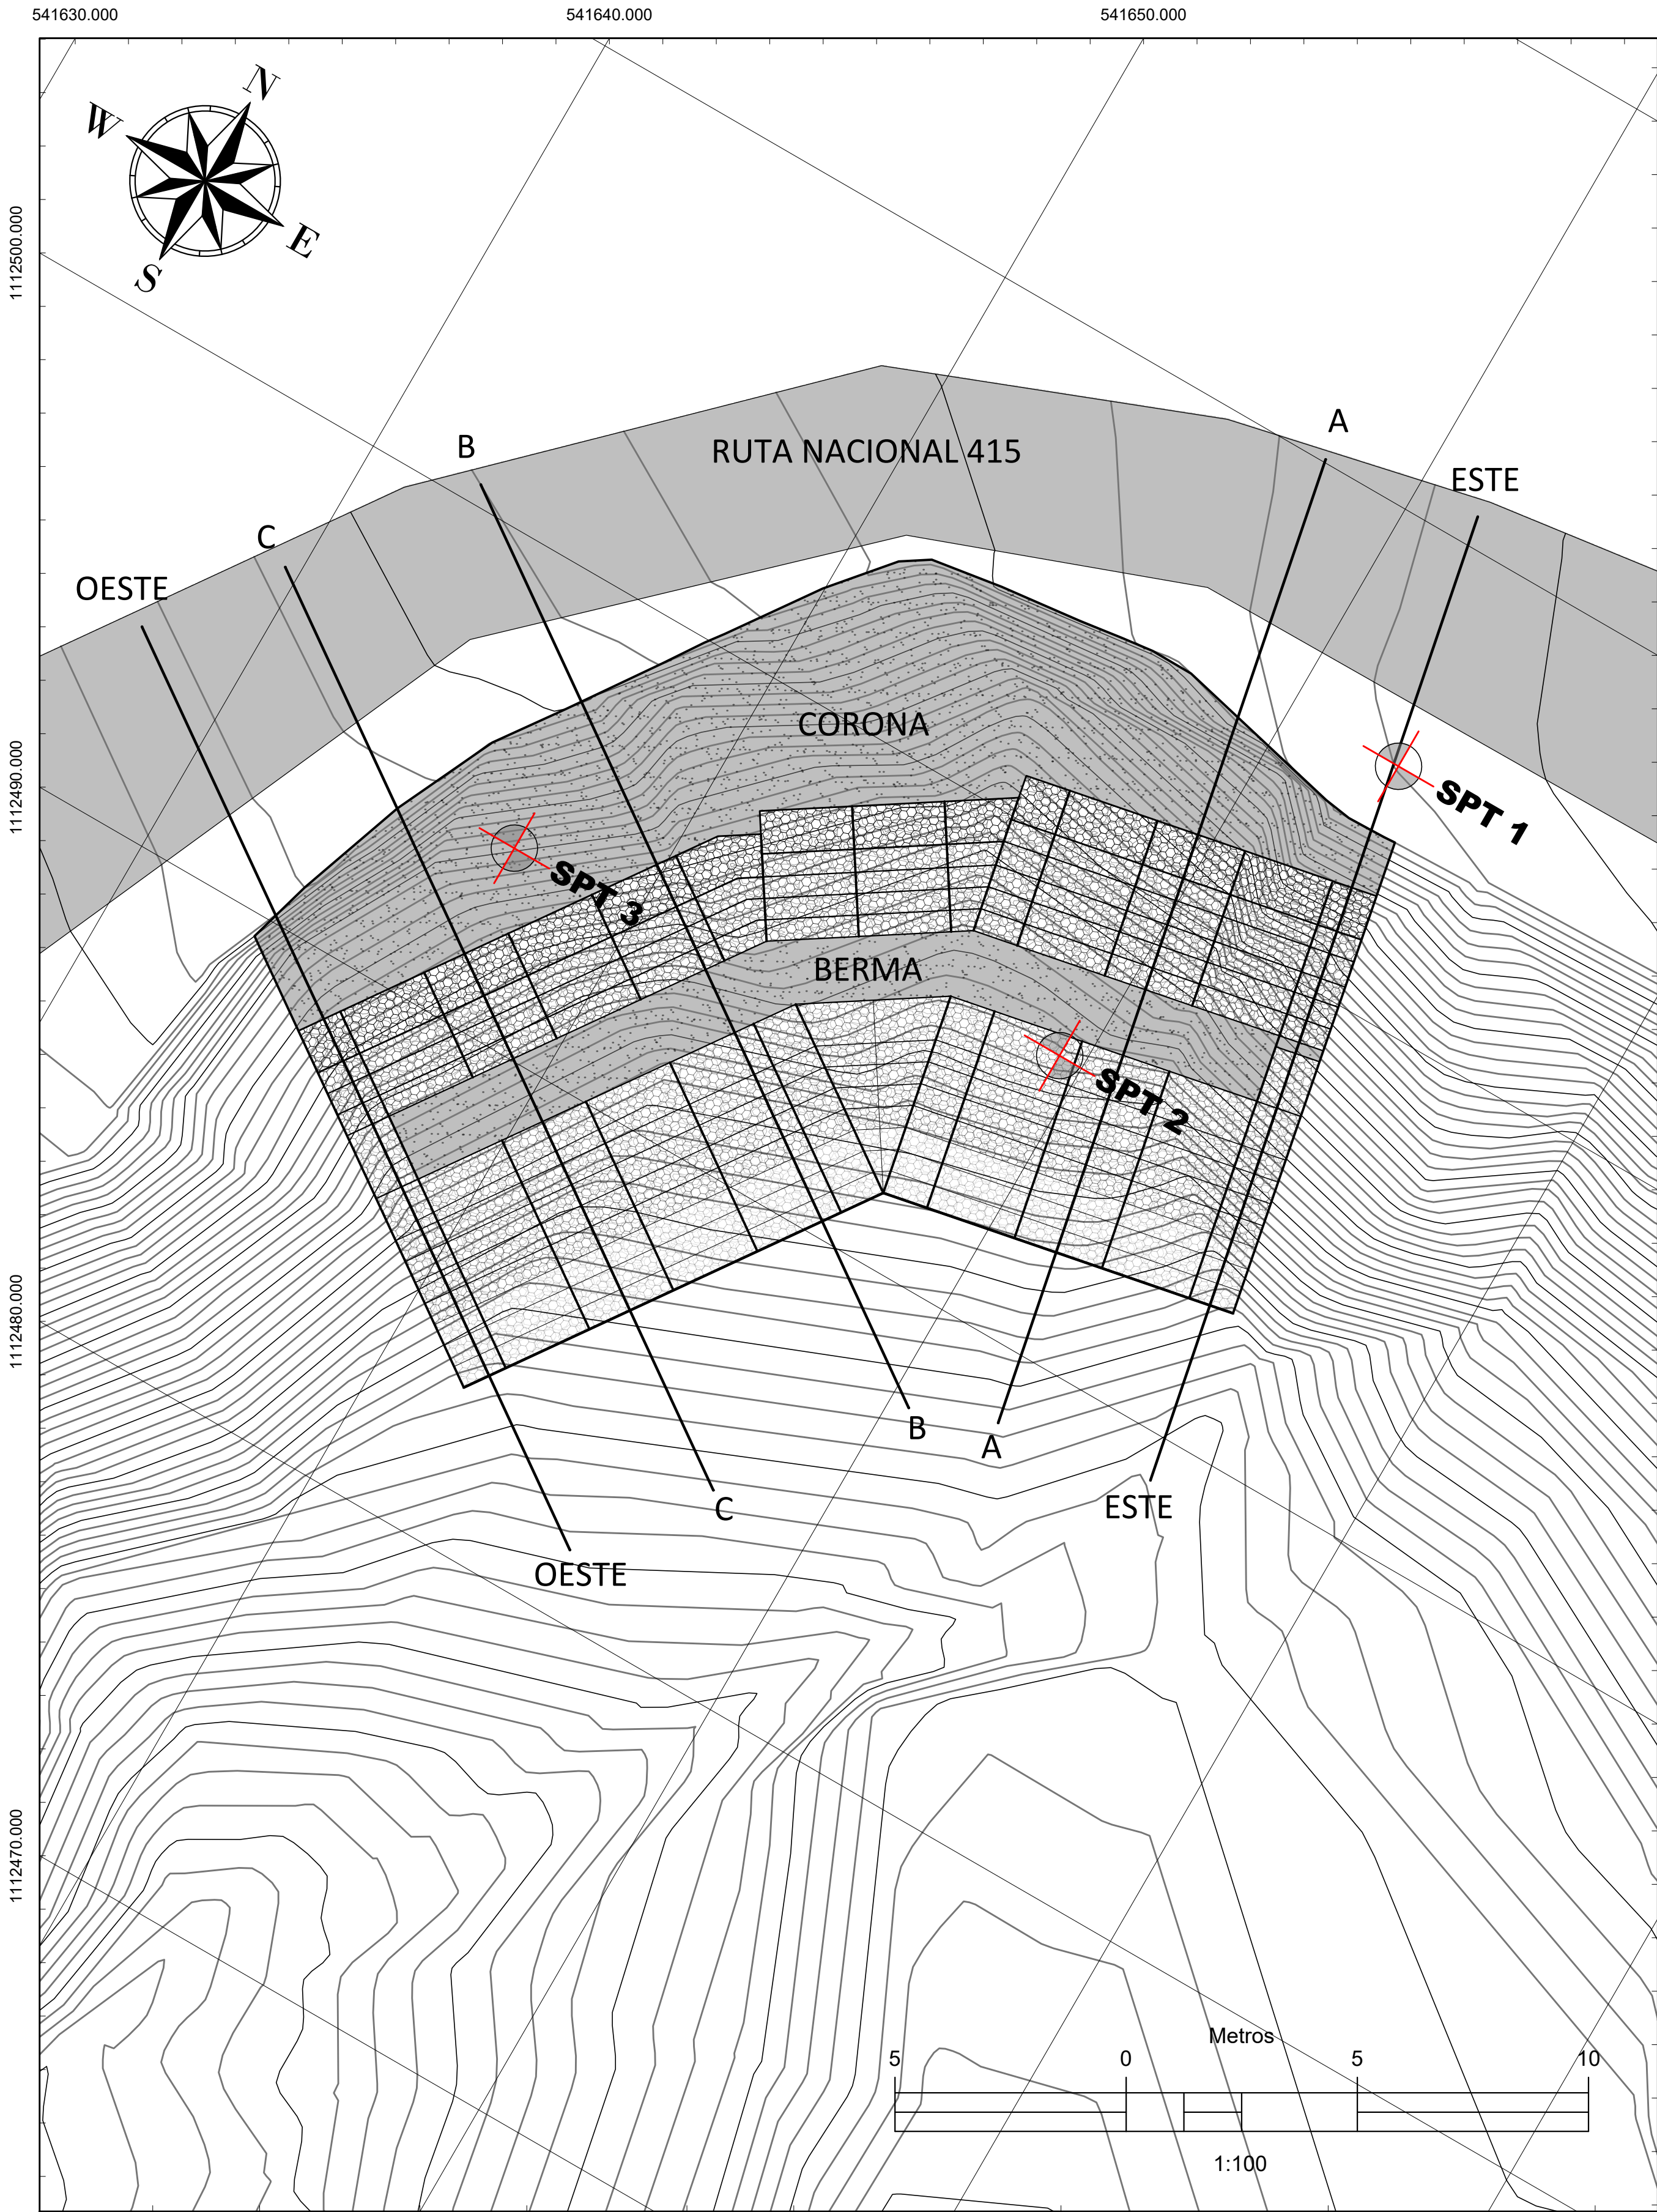 541630.000
541640.000
541650.000
N
W
E
S
1112500.000
A
B
RUTA NACIONAL 415
ESTE
C
OESTE
CORONA
1112490.000
SPT 1
SPT 3
BERMA
SPT 2
1112480.000
B
A
C
ESTE
OESTE
1112470.000
Metros
5
0
5
10
1:100